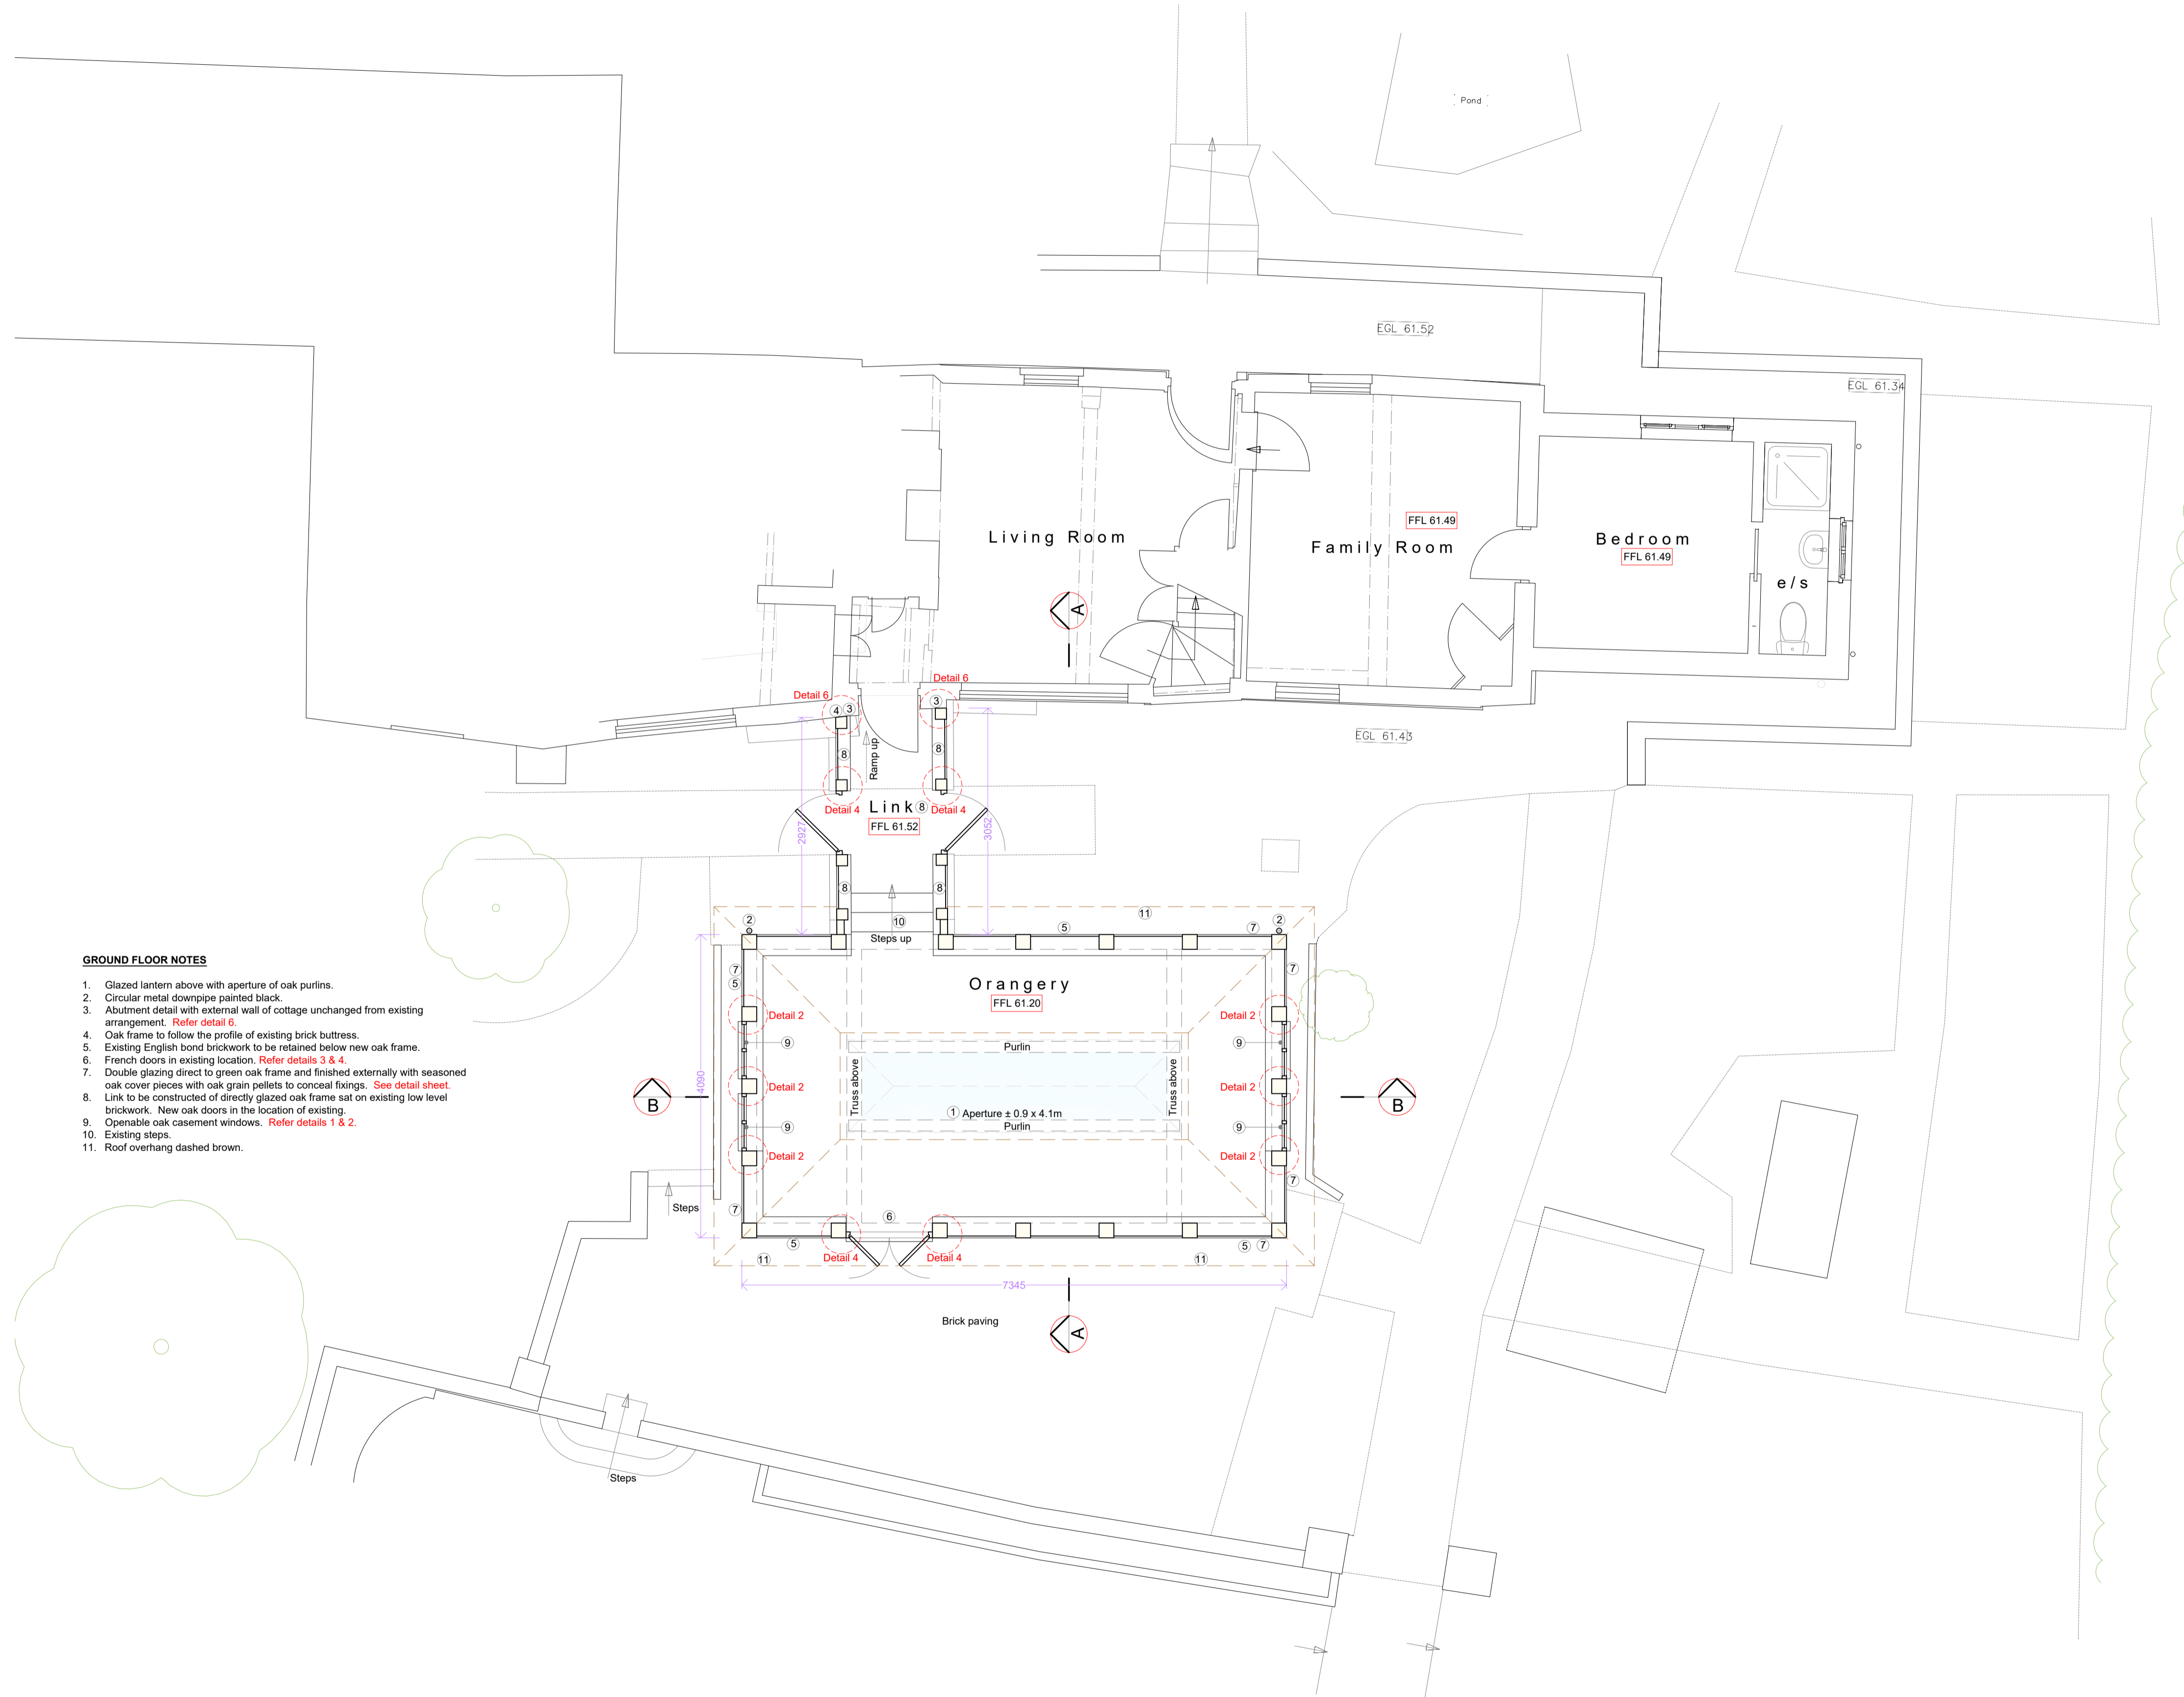 Pond
EGL 61.52
EGL 61.34
Living Room
FFL 61.49
Family Room
Bedroom
FFL 61.49
e/s
A
Detail 6
Detail 6
4 3
3
EGL 61.43
8
8
Ramp up
Detail 4
Link 8
Detail 4
FFL 61.52
2927
3052
8
8
10
Steps up
11
2
2
5
7
7
5
7
Orangery
FFL 61.20
Detail 2
Detail 2
9
9
Purlin
4090
Detail 2
Detail 2
Truss above
Truss above
B
B
1 Aperture ± 0.9 x 4.1m
Purlin
9
9
Detail 2
Detail 2
7
7
Steps
6
5
5 7
Detail 4
Detail 4
11
11
7345
Brick paving
A
Steps
GROUND FLOOR NOTES
1. Glazed lantern above with aperture of oak purlins.
2. Circular metal downpipe painted black.
3. Abutment detail with external wall of cottage unchanged from existing
arrangement. Refer detail 6.
4. Oak frame to follow the profile of existing brick buttress.
5. Existing English bond brickwork to be retained below new oak frame.
6. French doors in existing location. Refer details 3 & 4.
7. Double glazing direct to green oak frame and finished externally with seasoned
oak cover pieces with oak grain pellets to conceal fixings. See detail sheet.
8. Link to be constructed of directly glazed oak frame sat on existing low level
brickwork. New oak doors in the location of existing.
9. Openable oak casement windows. Refer details 1 & 2.
10. Existing steps.
11. Roof overhang dashed brown.